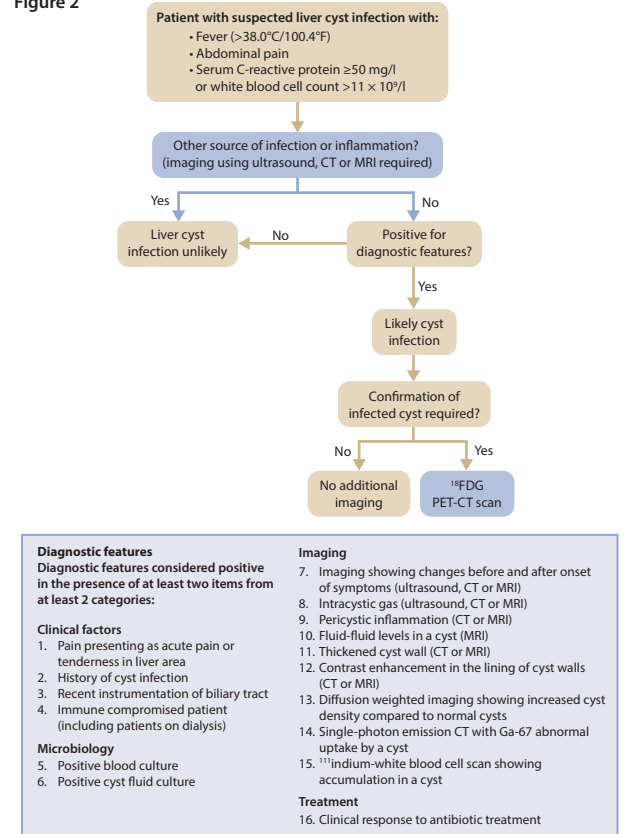 Figure 2
Patient with suspected liver cyst infection with:
• Fever (>38.0°C/100.4°F)
• Abdominal pain
• Serum C-reactive protein ≥50 mg/l
or white blood cell count >11 × 10⁹/l
Other source of infection or inflammation?
(imaging using ultrasound, CT or MRI required)
Yes
No
Liver cyst
infection unlikely
No
Positive for
diagnostic features?
Yes
Likely cyst
infection
Confirmation of
infected cyst required?
No
Yes
No additional
imaging
¹⁸FDG
PET-CT scan
Diagnostic features
Diagnostic features considered positive
in the presence of at least two items from
at least 2 categories:
Clinical factors
1. Pain presenting as acute pain or
tenderness in liver area
2. History of cyst infection
3. Recent instrumentation of biliary tract
4. Immune compromised patient
(including patients on dialysis)
Microbiology
5. Positive blood culture
6. Positive cyst fluid culture
Imaging
7. Imaging showing changes before and after onset
of symptoms (ultrasound, CT or MRI)
8. Intracystic gas (ultrasound, CT or MRI)
9. Pericystic inflammation (CT or MRI)
10. Fluid-fluid levels in a cyst (MRI)
11. Thickened cyst wall (CT or MRI)
12. Contrast enhancement in the lining of cyst walls
(CT or MRI)
13. Diffusion weighted imaging showing increased cyst
density compared to normal cysts
14. Single-photon emission CT with Ga-67 abnormal
uptake by a cyst
15. ¹¹¹indium-white blood cell scan showing
accumulation in a cyst
Treatment
16. Clinical response to antibiotic treatment